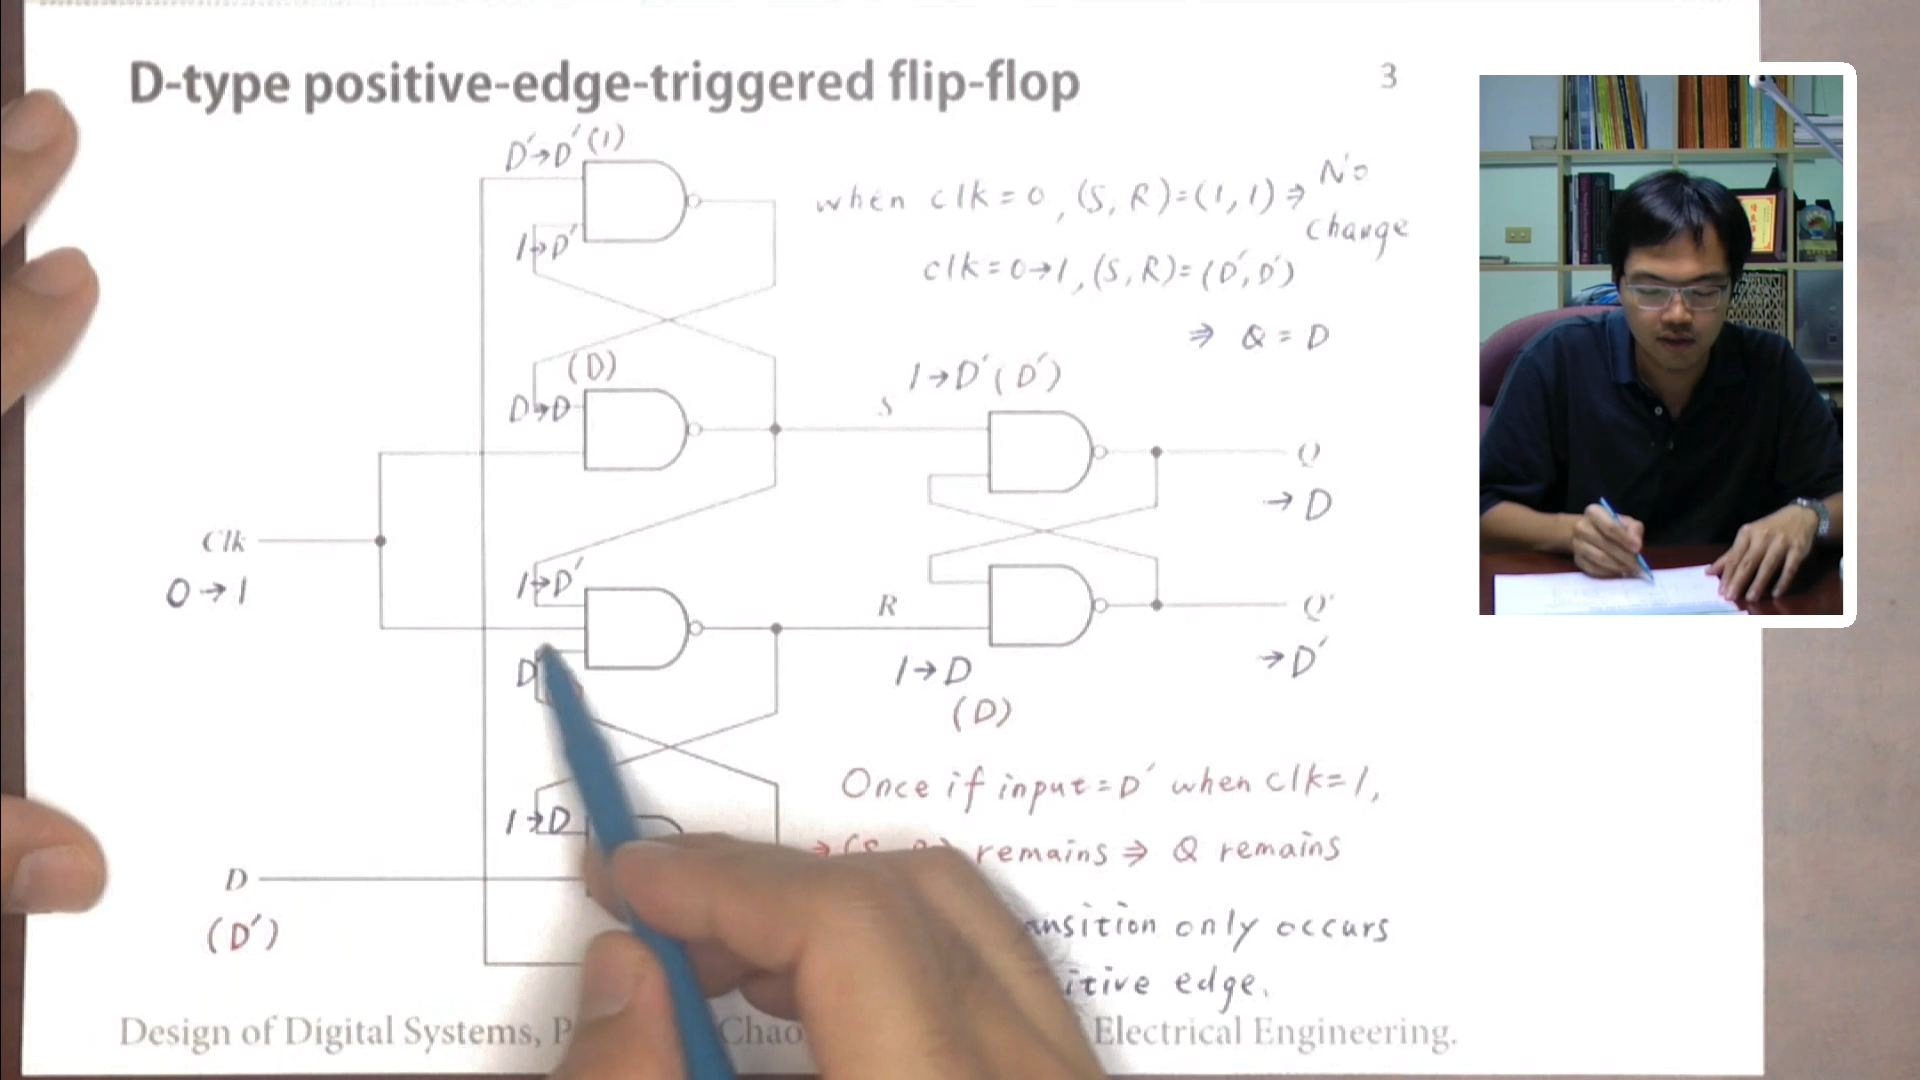 D-type positive-edge-triggered flip-flop
3
D′→D′(1)
1→D′
when clk = 0, (S, R)=(1,1) ⇒ No change
clk = 0→1, (S, R)=(D′, D′)
⇒ Q = D
(D)
D→D
1→D′(D′)
S
Q
→ D
Clk
0→1
1→D′
R
Q′
→ D′
D
1→D
(D)
Once if input = D′ when clk=1,
1→D
remains ⇒ Q remains
D
(D′)
only occurs
edge.
Design of Digital Systems, Chao Electrical Engineering.